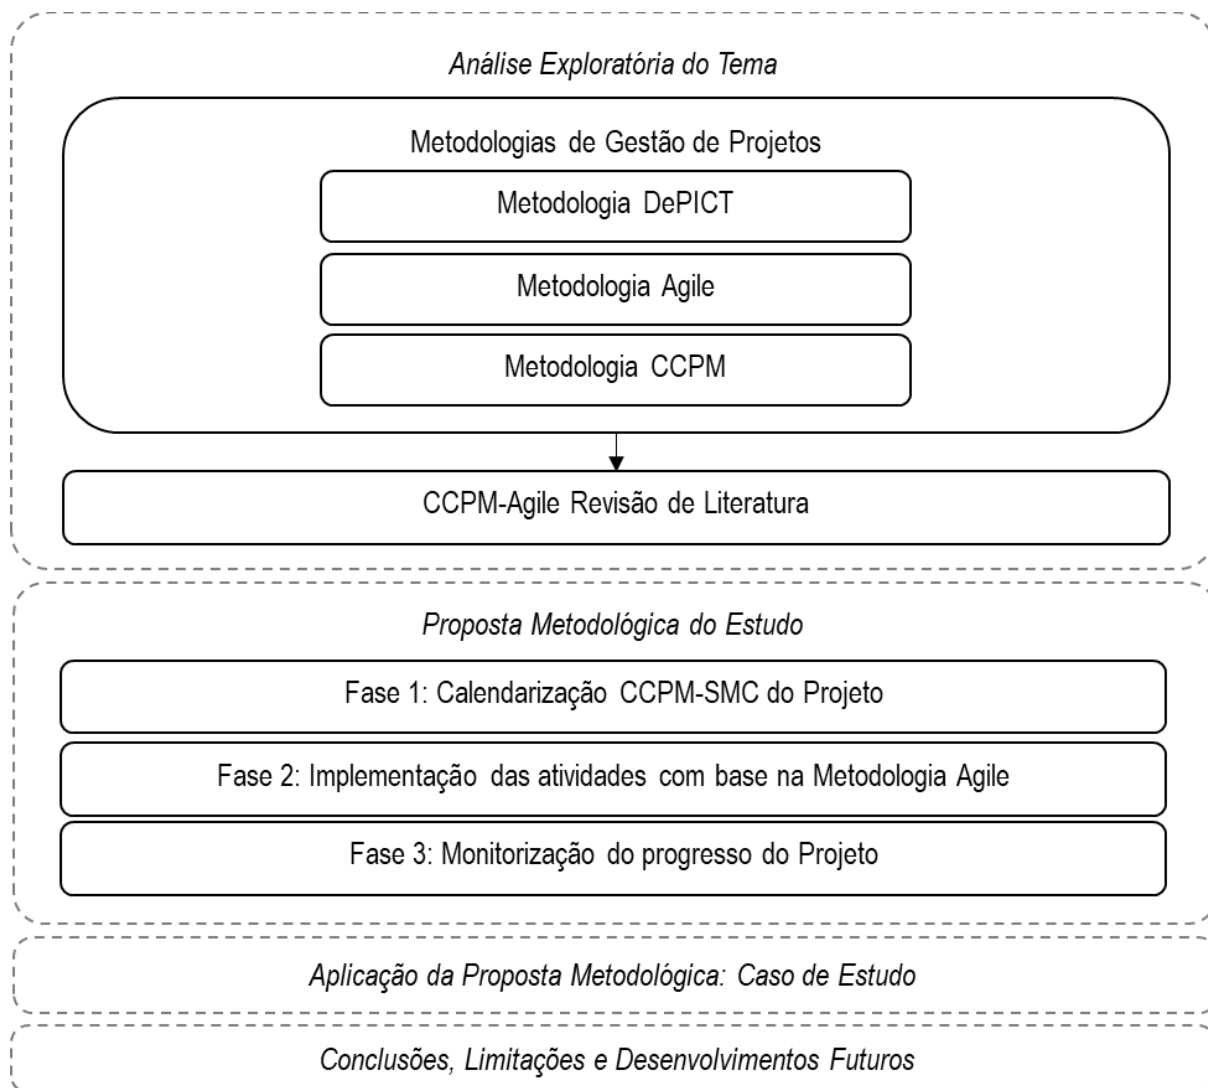 Análise Exploratória do Tema
Metodologias de Gestão de Projetos
Metodologia DePICT
Metodologia Agile
Metodologia CCPM
CCPM-Agile Revisão de Literatura
Proposta Metodológica do Estudo
Fase 1: Calendarização CCPM-SMC do Projeto
Fase 2: Implementação das atividades com base na Metodologia Agile
Fase 3: Monitorização do progresso do Projeto
Aplicação da Proposta Metodológica: Caso de Estudo
Conclusões, Limitações e Desenvolvimentos Futuros